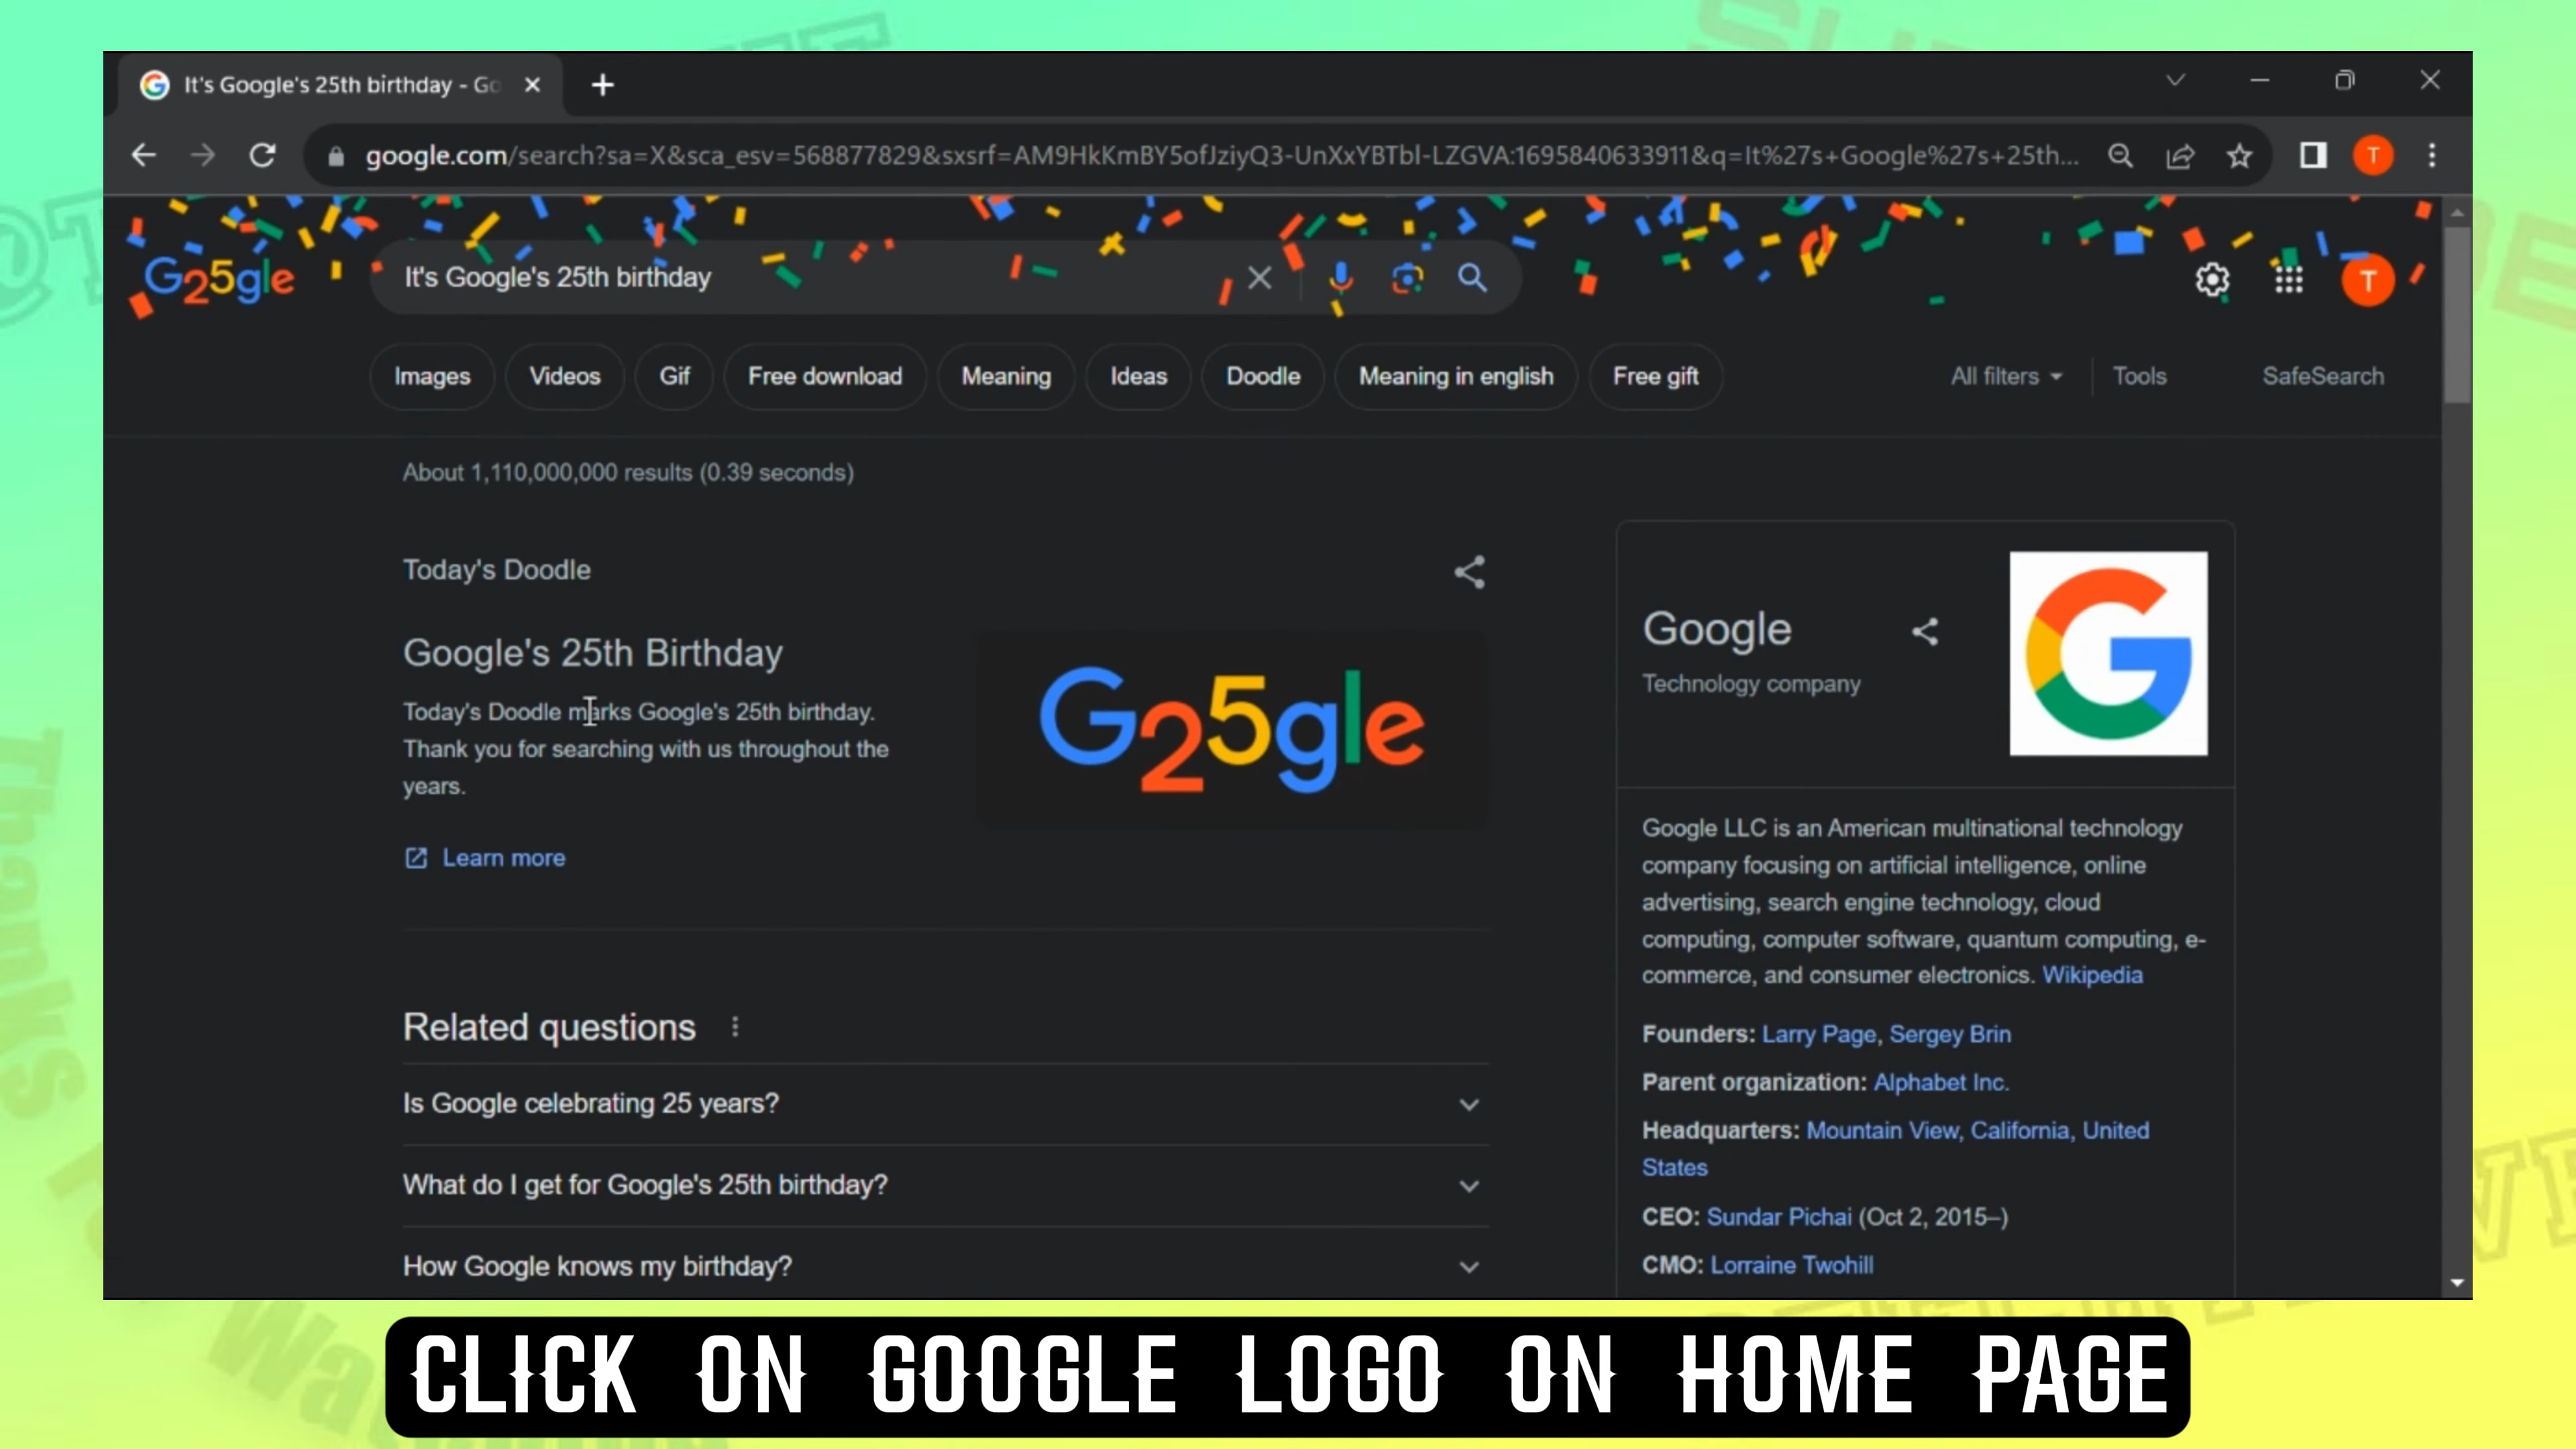 It's Google's 25th birthday - Go
google.com/search?sa=X&sca_esv=568877829&sxsrf=AM9HkKmBY5ofJziyQ3-UnXxYBTbl-LZGVA:1695840633911&q=It%27s+Google%27s+25th...
T
G25gle
It's Google's 25th birthday
T
Images
Videos
Gif
Free download
Meaning
Ideas
Doodle
Meaning in english
Free gift
All filters
Tools
SafeSearch
About 1,110,000,000 results (0.39 seconds)
Today's Doodle
Google's 25th Birthday
Today's Doodle marks Google's 25th birthday.
Thank you for searching with us throughout the
years.
Learn more
G25gle
Related questions
Is Google celebrating 25 years?
What do I get for Google's 25th birthday?
How Google knows my birthday?
Google
Technology company
G
Google LLC is an American multinational technology
company focusing on artificial intelligence, online
advertising, search engine technology, cloud
computing, computer software, quantum computing, e-
commerce, and consumer electronics. Wikipedia
Founders: Larry Page, Sergey Brin
Parent organization: Alphabet Inc.
Headquarters: Mountain View, California, United
States
CEO: Sundar Pichai (Oct 2, 2015–)
CMO: Lorraine Twohill
Thanks
CLICK ON GOOGLE LOGO ON HOME PAGE